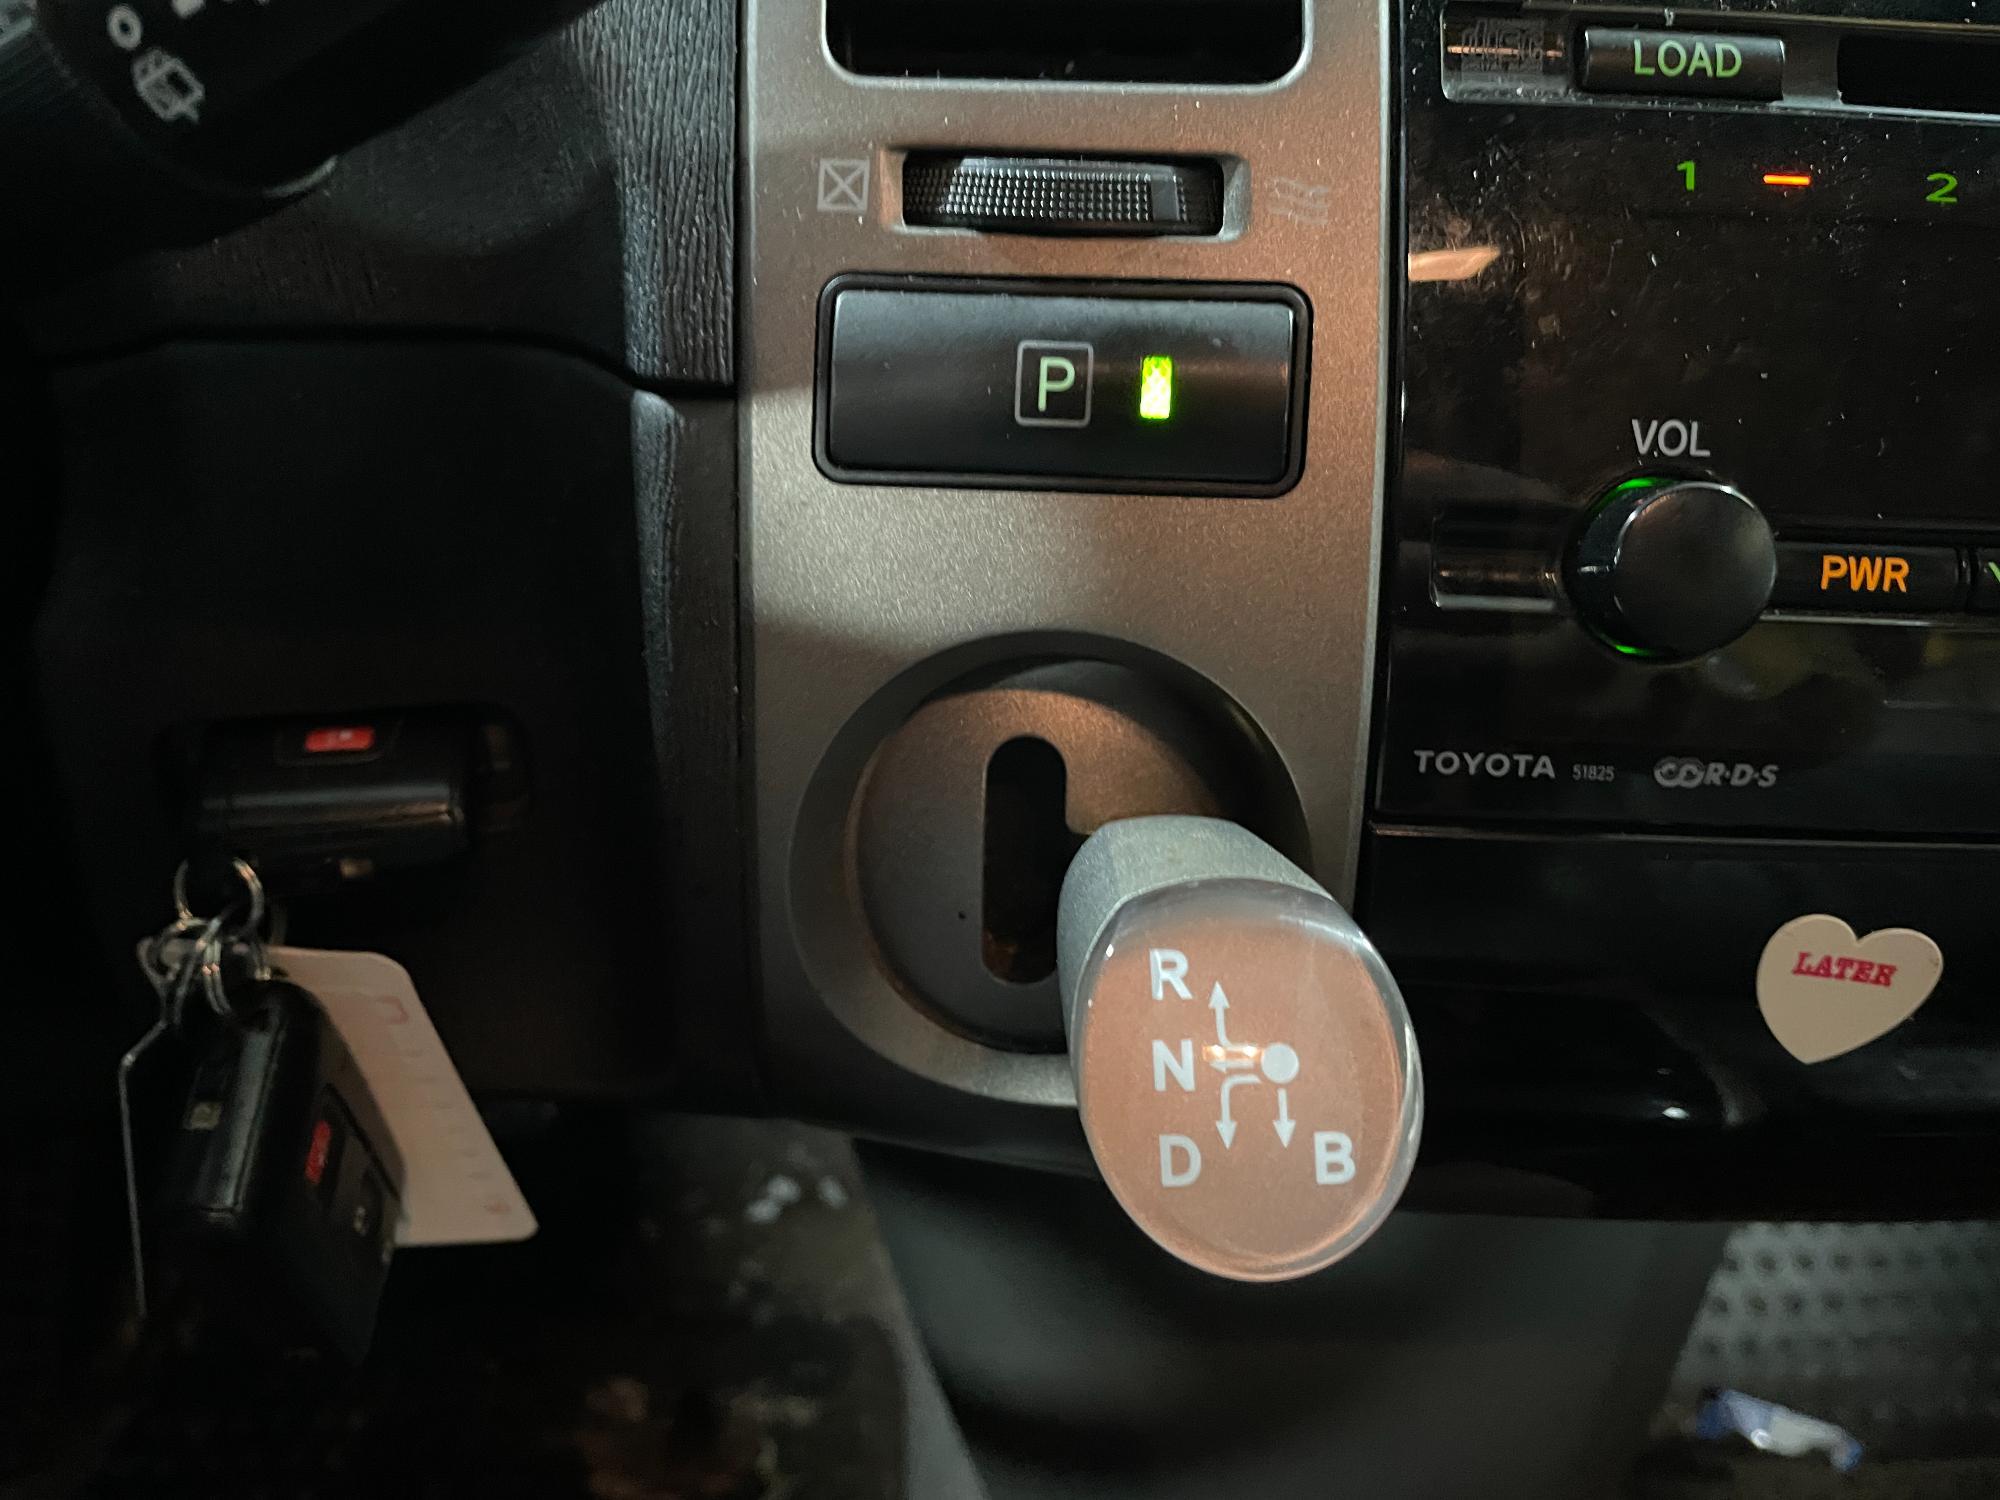 O
LOAD
1
2
P
VOL
PWR
TOYOTA 51825 R·D·S
LATER
R
N
D B